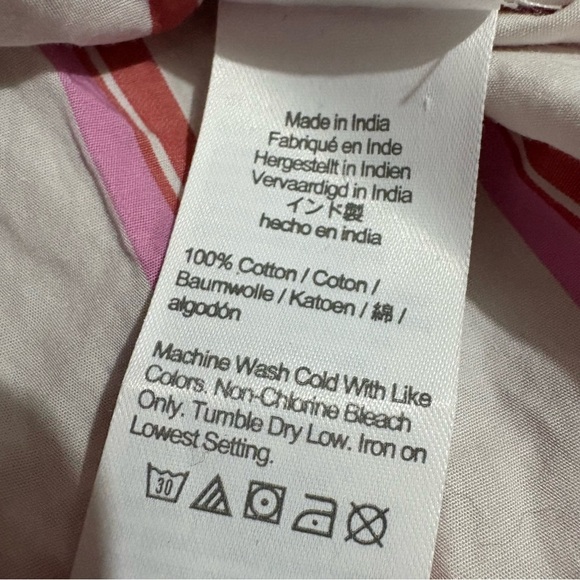 Made in India
Fabriqué en Inde
Hergestellt in Indien
Vervaardigd in India
インド製
hecho en india
100% Cotton / Coton /
Baumwolle / Katoen / 綿 /
algodón
Machine Wash Cold With Like
Colors. Non-Chlorine Bleach
Only. Tumble Dry Low. Iron on
Lowest Setting.
30